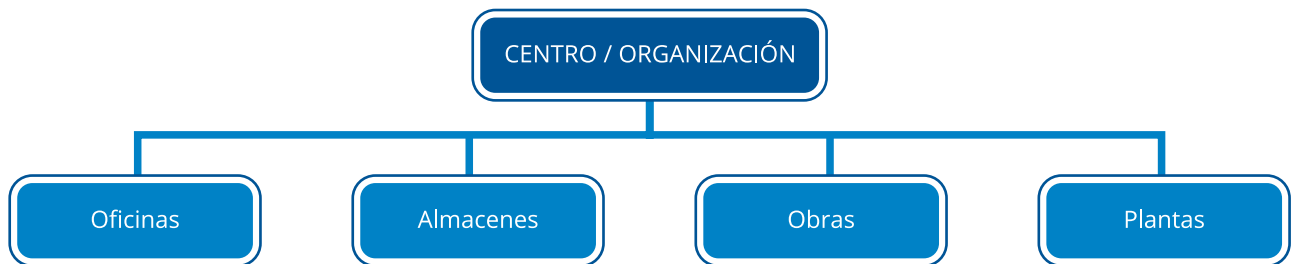 CENTRO / ORGANIZACIÓN
Oficinas
Almacenes
Obras
Plantas